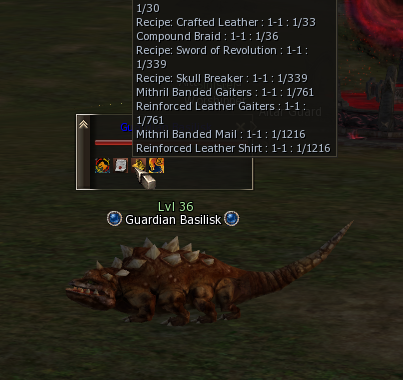 1/30
Recipe: Crafted Leather : 1-1 : 1/33
Compound Braid : 1-1 : 1/36
Recipe: Sword of Revolution : 1-1 :
1/339
Recipe: Skull Breaker : 1-1 : 1/339
Mithril Banded Gaiters : 1-1 : 1/761
Reinforced Leather Gaiters : 1-1 :
1/761
Mithril Banded Mail : 1-1 : 1/1216
Reinforced Leather Shirt : 1-1 : 1/1216
Lvl 36
Guardian Basilisk